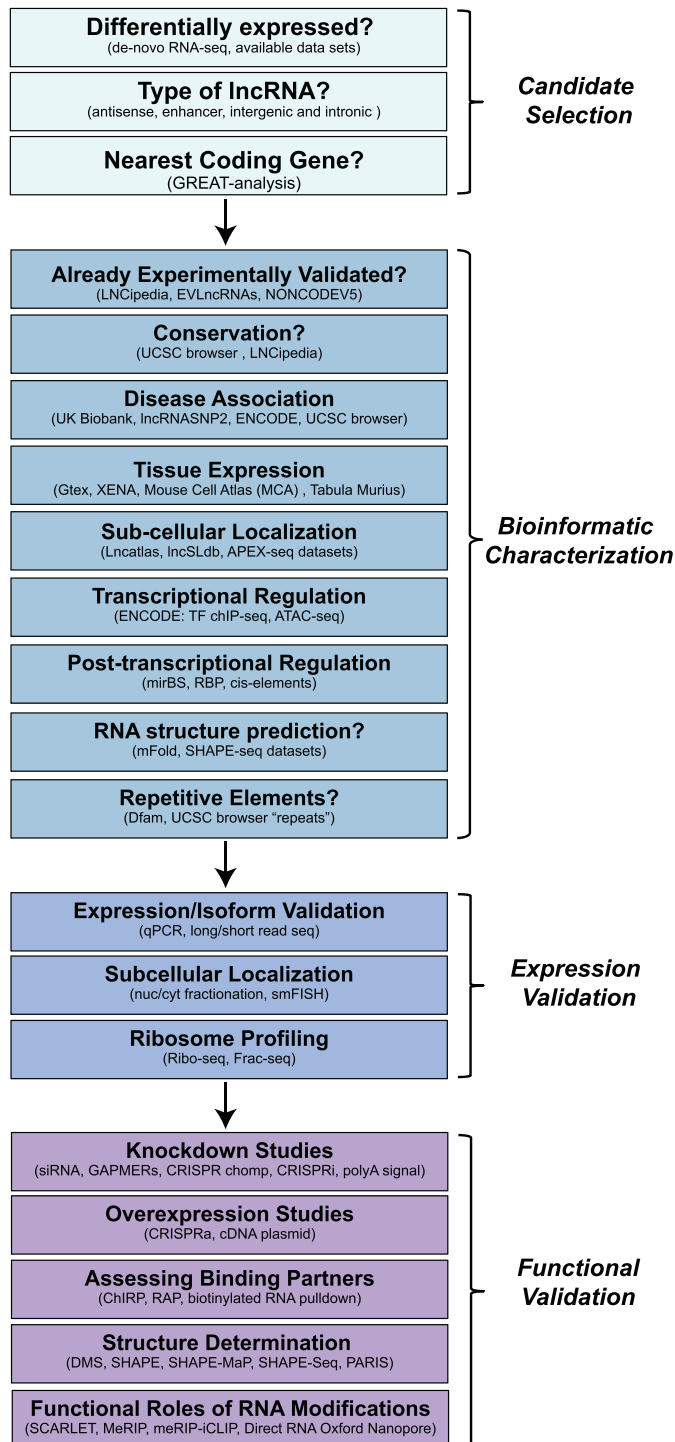 Differentially expressed?
(de-novo RNA-seq, available data sets)
Type of lncRNA?
(antisense, enhancer, intergenic and intronic )
Nearest Coding Gene?
(GREAT-analysis)
Candidate
Selection
Already Experimentally Validated?
(LNCipedia, EVLncRNAs, NONCODEV5)
Conservation?
(UCSC browser , LNCipedia)
Disease Association
(UK Biobank, lncRNASNP2, ENCODE, UCSC browser)
Tissue Expression
(Gtex, XENA, Mouse Cell Atlas (MCA) , Tabula Murius)
Sub-cellular Localization
(Lncatlas, lncSLdb, APEX-seq datasets)
Transcriptional Regulation
(ENCODE: TF chIP-seq, ATAC-seq)
Post-transcriptional Regulation
(mirBS, RBP, cis-elements)
RNA structure prediction?
(mFold, SHAPE-seq datasets)
Repetitive Elements?
(Dfam, UCSC browser “repeats”)
Bioinformatic
Characterization
Expression/Isoform Validation
(qPCR, long/short read seq)
Subcellular Localization
(nuc/cyt fractionation, smFISH)
Ribosome Profiling
(Ribo-seq, Frac-seq)
Expression
Validation
Knockdown Studies
(siRNA, GAPMERs, CRISPR chomp, CRISPRi, polyA signal)
Overexpression Studies
(CRISPRa, cDNA plasmid)
Assessing Binding Partners
(ChIRP, RAP, biotinylated RNA pulldown)
Structure Determination
(DMS, SHAPE, SHAPE-MaP, SHAPE-Seq, PARIS)
Functional Roles of RNA Modifications
(SCARLET, MeRIP, meRIP-iCLIP, Direct RNA Oxford Nanopore)
Functional
Validation